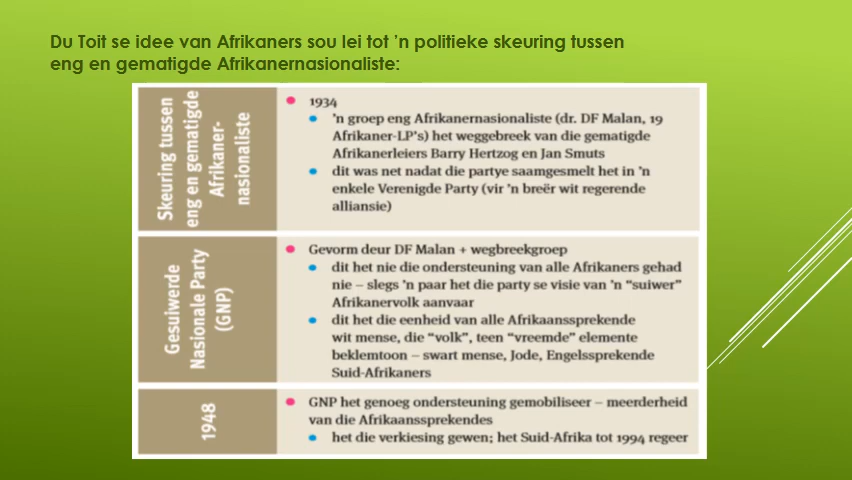 Du Toit se idee van Afrikaners sou lei tot 'n politieke skeuring tussen
eng en gematigde Afrikanernasionaliste:
Skeuring tussen
eng en gematigde
Afrikaner-
nasionaliste
1934
'n groep eng Afrikanernasionaliste (dr. DF Malan, 19
Afrikaner-LP's) het weggebreek van die gematigde
Afrikanerleiers Barry Hertzog en Jan Smuts
dit was net nadat die partye saamgesmelt het in 'n
enkele Verenigde Party (vir 'n breër wit regerende
alliansie)
Gesuiwerde
Nasionale Party
(GNP)
Gevorm deur DF Malan + wegbreekgroep
dit het nie die ondersteuning van alle Afrikaners gehad
nie – slegs 'n paar het die party se visie van 'n "suiwer"
Afrikanervolk aanvaar
dit het die eenheid van alle Afrikaanssprekende
wit mense, die "volk", teen "vreemde" elemente
beklemtoon – swart mense, Jode, Engelssprekende
Suid-Afrikaners
1948
GNP het genoeg ondersteuning gemobiliseer – meerderheid
van die Afrikaanssprekendes
het die verkiesing gewen; het Suid-Afrika tot 1994 regeer